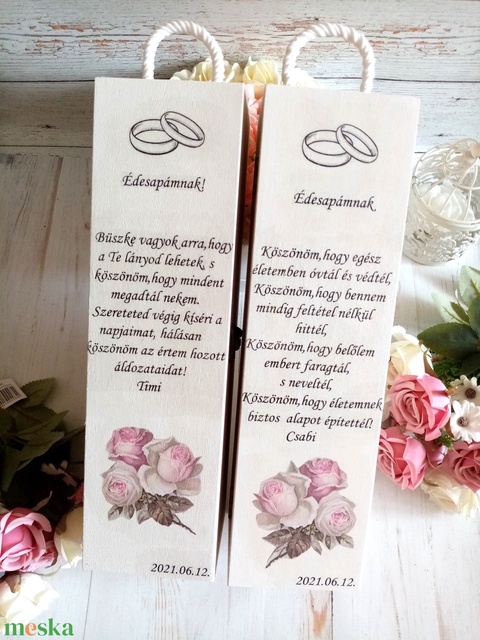 Édesapámnak!
Büszke vagyok arra,hogy
a Te lányod lehetek, s
köszönöm,hogy mindent
megadtál nekem.
Szereteted végig kíséri a
napjaimat, hálásan
köszönöm az értem hozott
áldozataidat!
Timi
2021.06.12.
Édesapámnak
Köszönöm,hogy egész
életemben óvtál és védtél,
Köszönöm,hogy bennem
mindig feltétel nélkül
hittél,
Köszönöm,hogy belőlem
embert faragtál,
s neveltél,
Köszönöm,hogy életemnek
biztos alapot építettél!
Csabi
2021.06.12.
meska